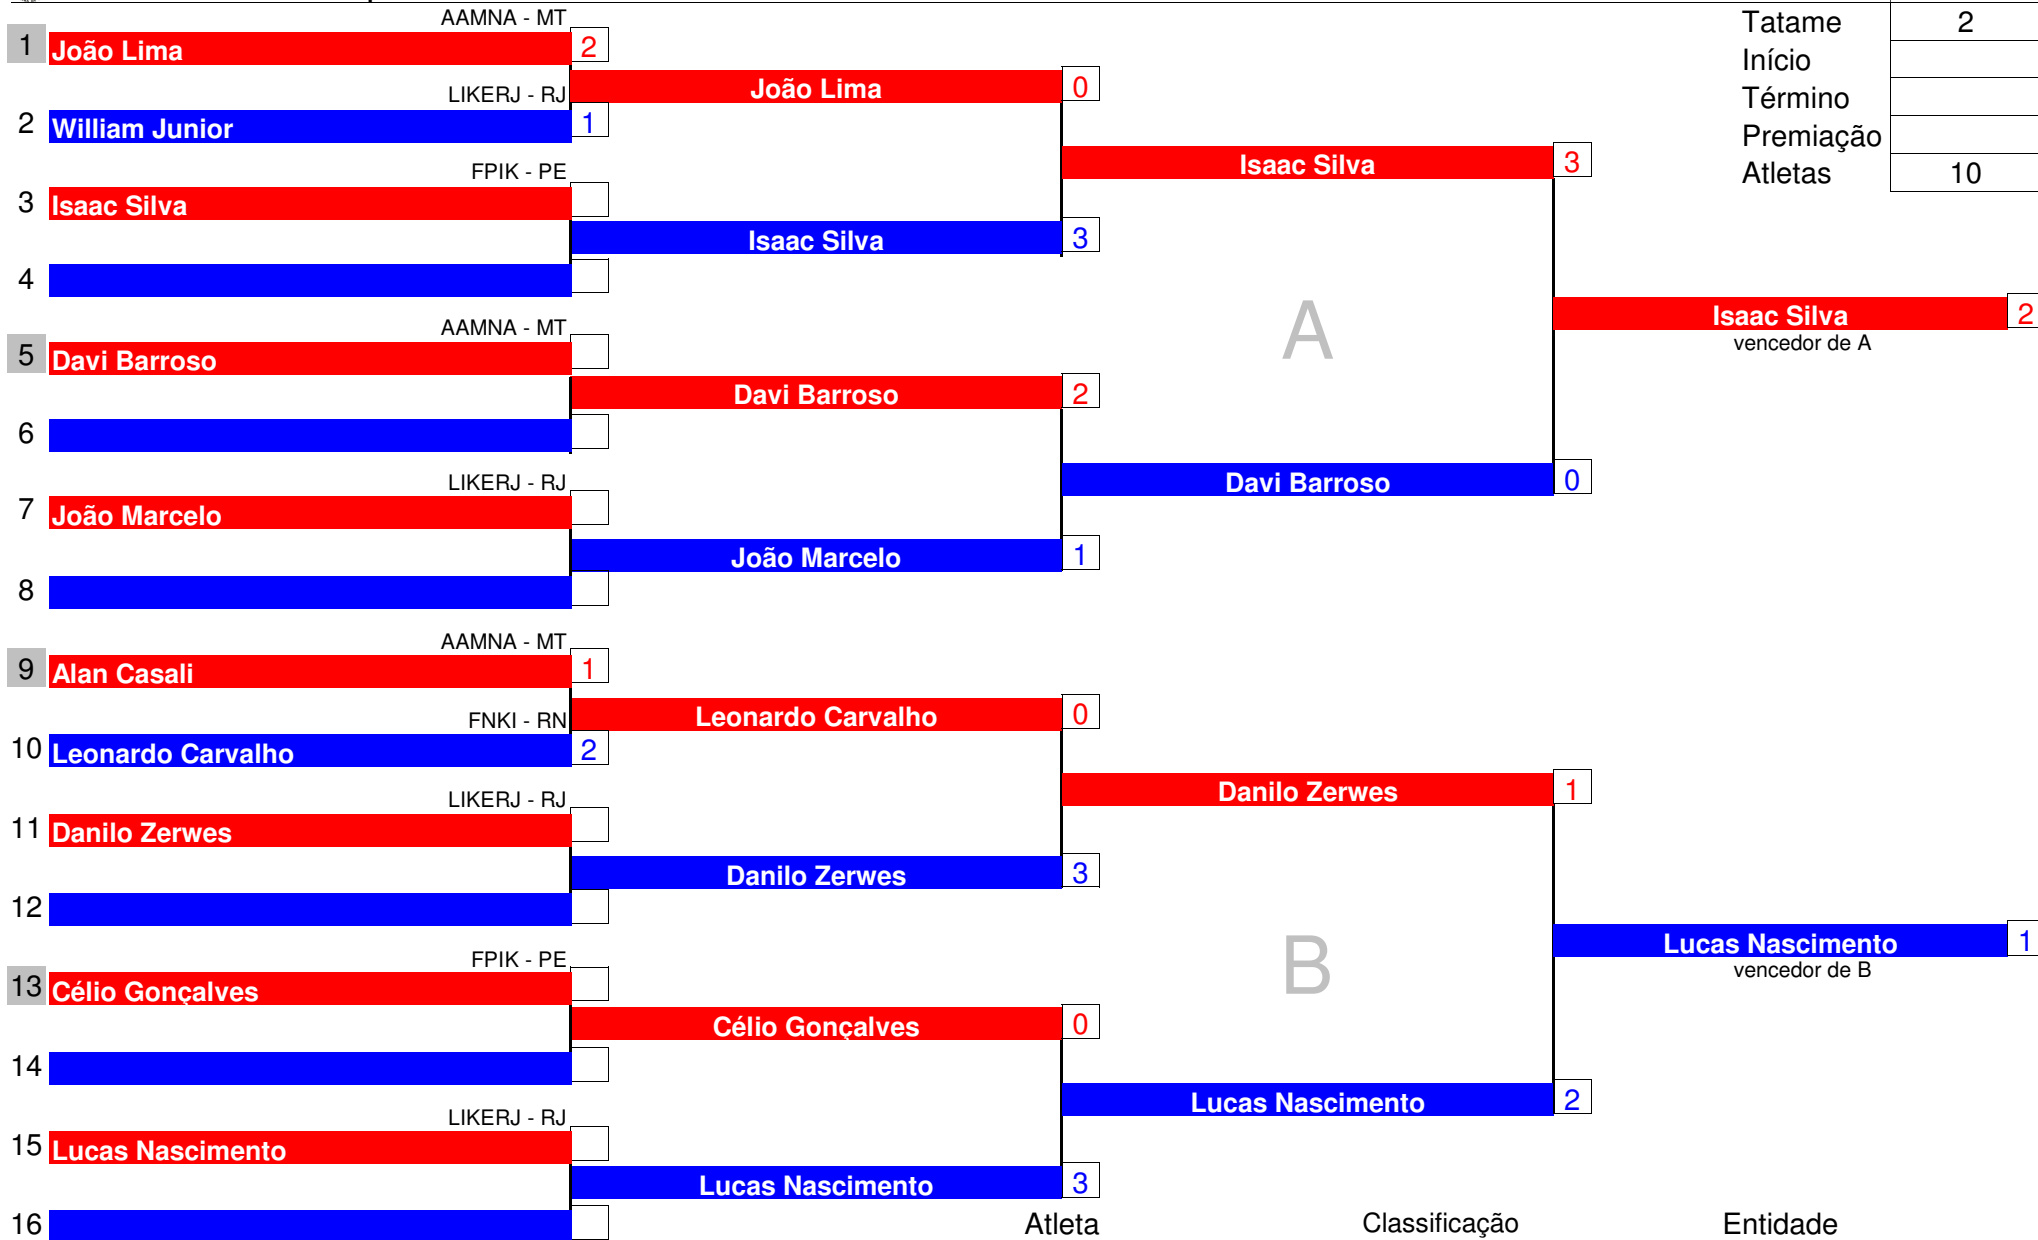 AAMNA - MT
Tatame 2
1 João Lima 2
Início
LIKERJ - RJ
João Lima 0
Término
2 William Junior 1
Premiação
FPIK - PE
Isaac Silva 3
Atletas 10
3 Isaac Silva
Isaac Silva 3
4
Isaac Silva 2
AAMNA - MT
A
vencedor de A
5 Davi Barroso
Davi Barroso 2
6
LIKERJ - RJ
Davi Barroso 0
7 João Marcelo
João Marcelo 1
8
AAMNA - MT
9 Alan Casali 1
FNKI - RN
Leonardo Carvalho 0
10 Leonardo Carvalho 2
LIKERJ - RJ
Danilo Zerwes 1
11 Danilo Zerwes
Danilo Zerwes 3
12
Lucas Nascimento 1
FPIK - PE
B
vencedor de B
13 Célio Gonçalves
Célio Gonçalves 0
14
LIKERJ - RJ
Lucas Nascimento 2
15 Lucas Nascimento
Lucas Nascimento 3
16
Atleta Classificação Entidade